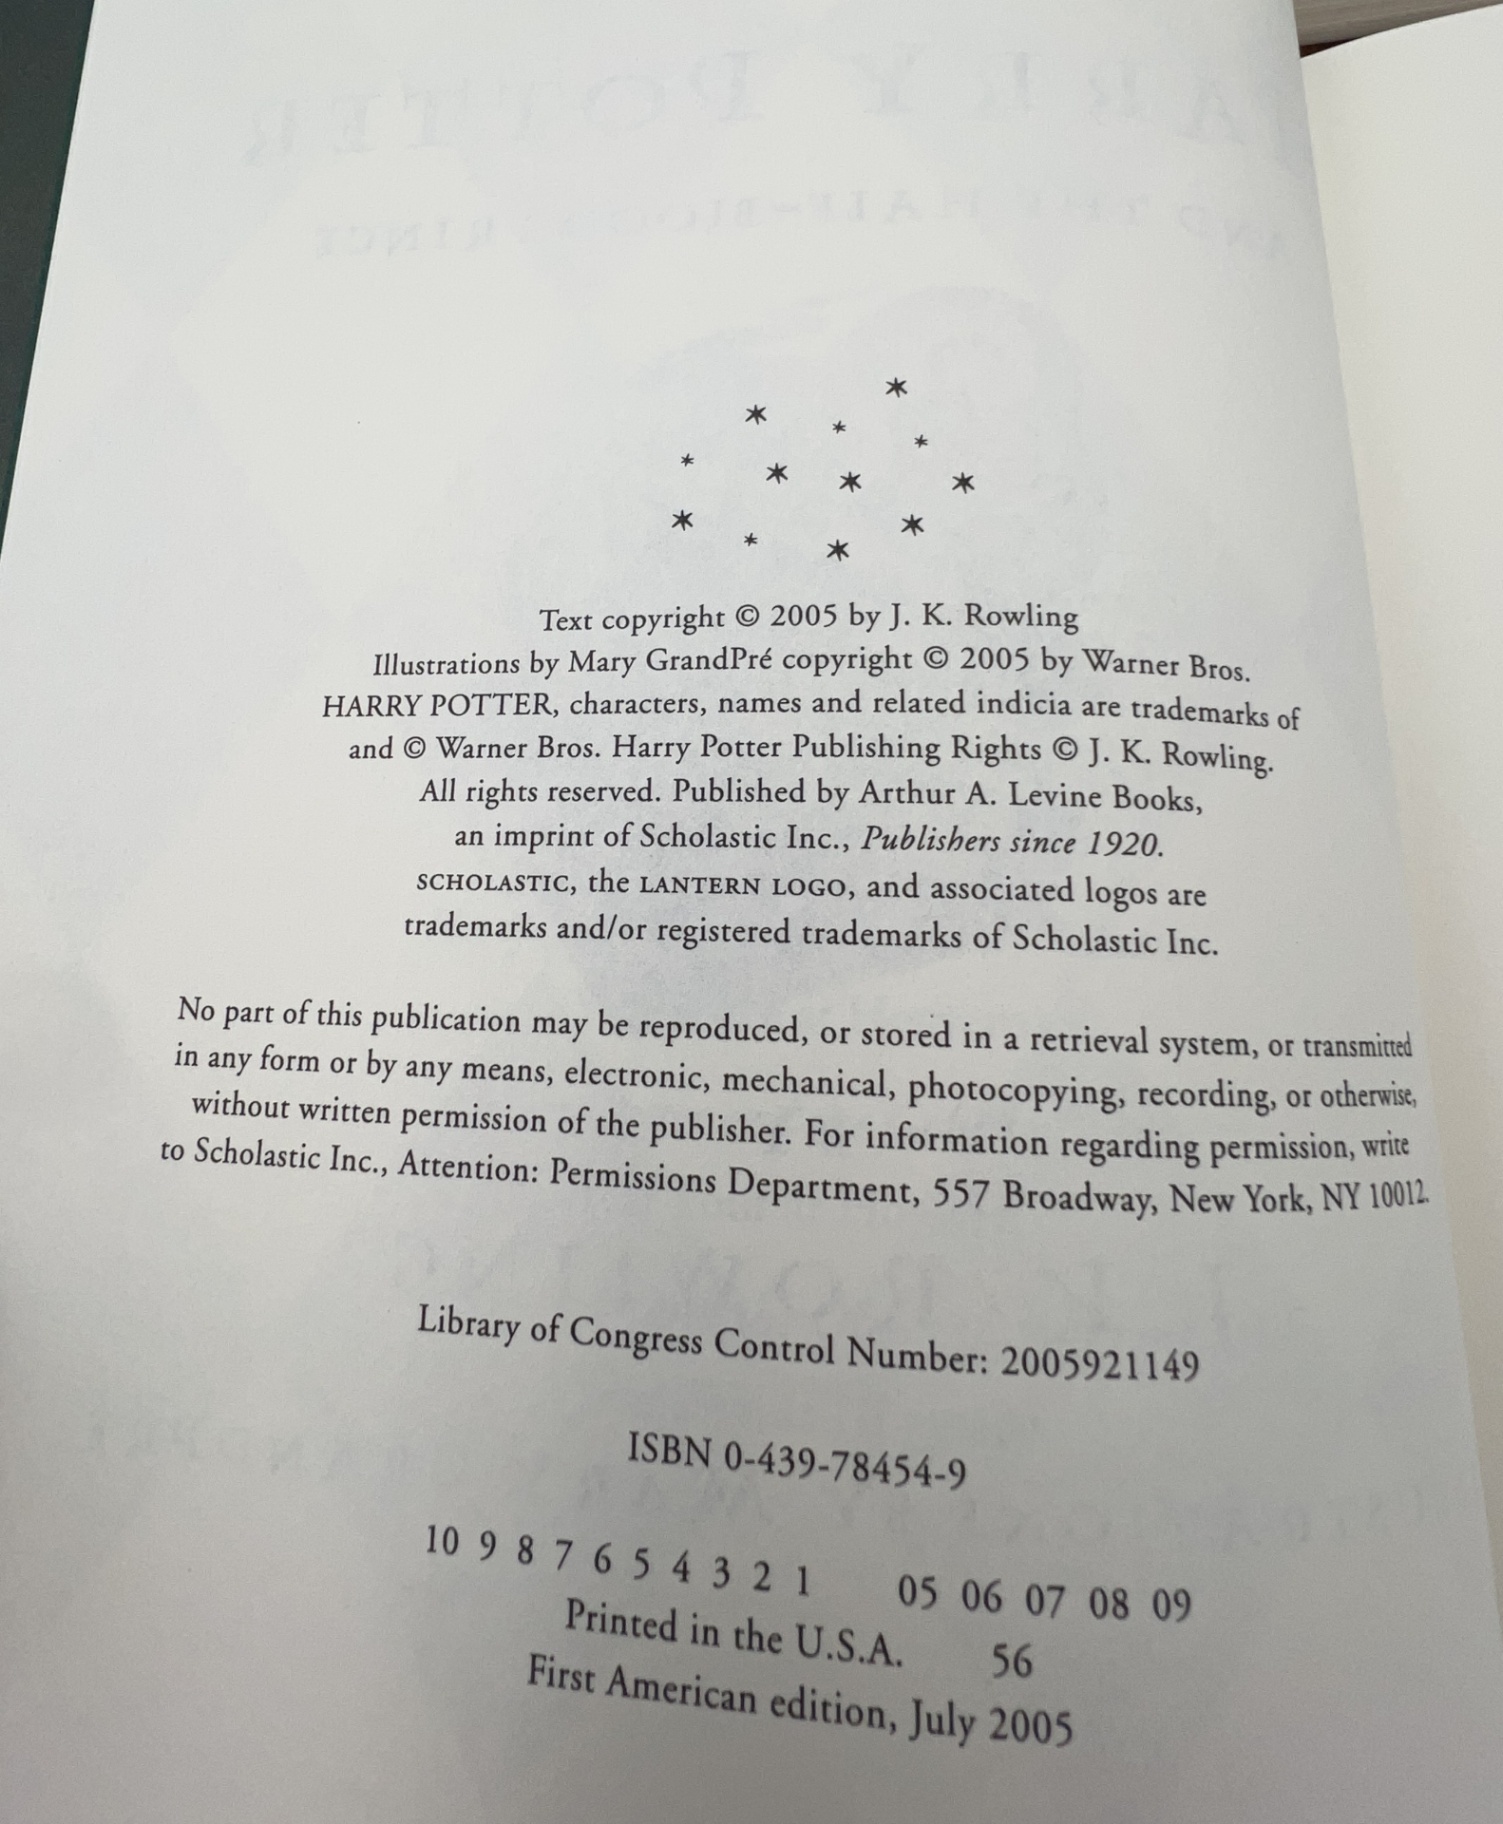 Text copyright © 2005 by J. K. Rowling
Illustrations by Mary GrandPré copyright © 2005 by Warner Bros.
HARRY POTTER, characters, names and related indicia are trademarks of
and © Warner Bros. Harry Potter Publishing Rights © J. K. Rowling.
All rights reserved. Published by Arthur A. Levine Books,
an imprint of Scholastic Inc., Publishers since 1920.
SCHOLASTIC, the LANTERN LOGO, and associated logos are
trademarks and/or registered trademarks of Scholastic Inc.
No part of this publication may be reproduced, or stored in a retrieval system, or transmitted
in any form or by any means, electronic, mechanical, photocopying, recording, or otherwise,
without written permission of the publisher. For information regarding permission, write
to Scholastic Inc., Attention: Permissions Department, 557 Broadway, New York, NY 10012.
Library of Congress Control Number: 2005921149
ISBN 0-439-78454-9
10 9 8 7 6 5 4 3 2 1 05 06 07 08 09
Printed in the U.S.A. 56
First American edition, July 2005